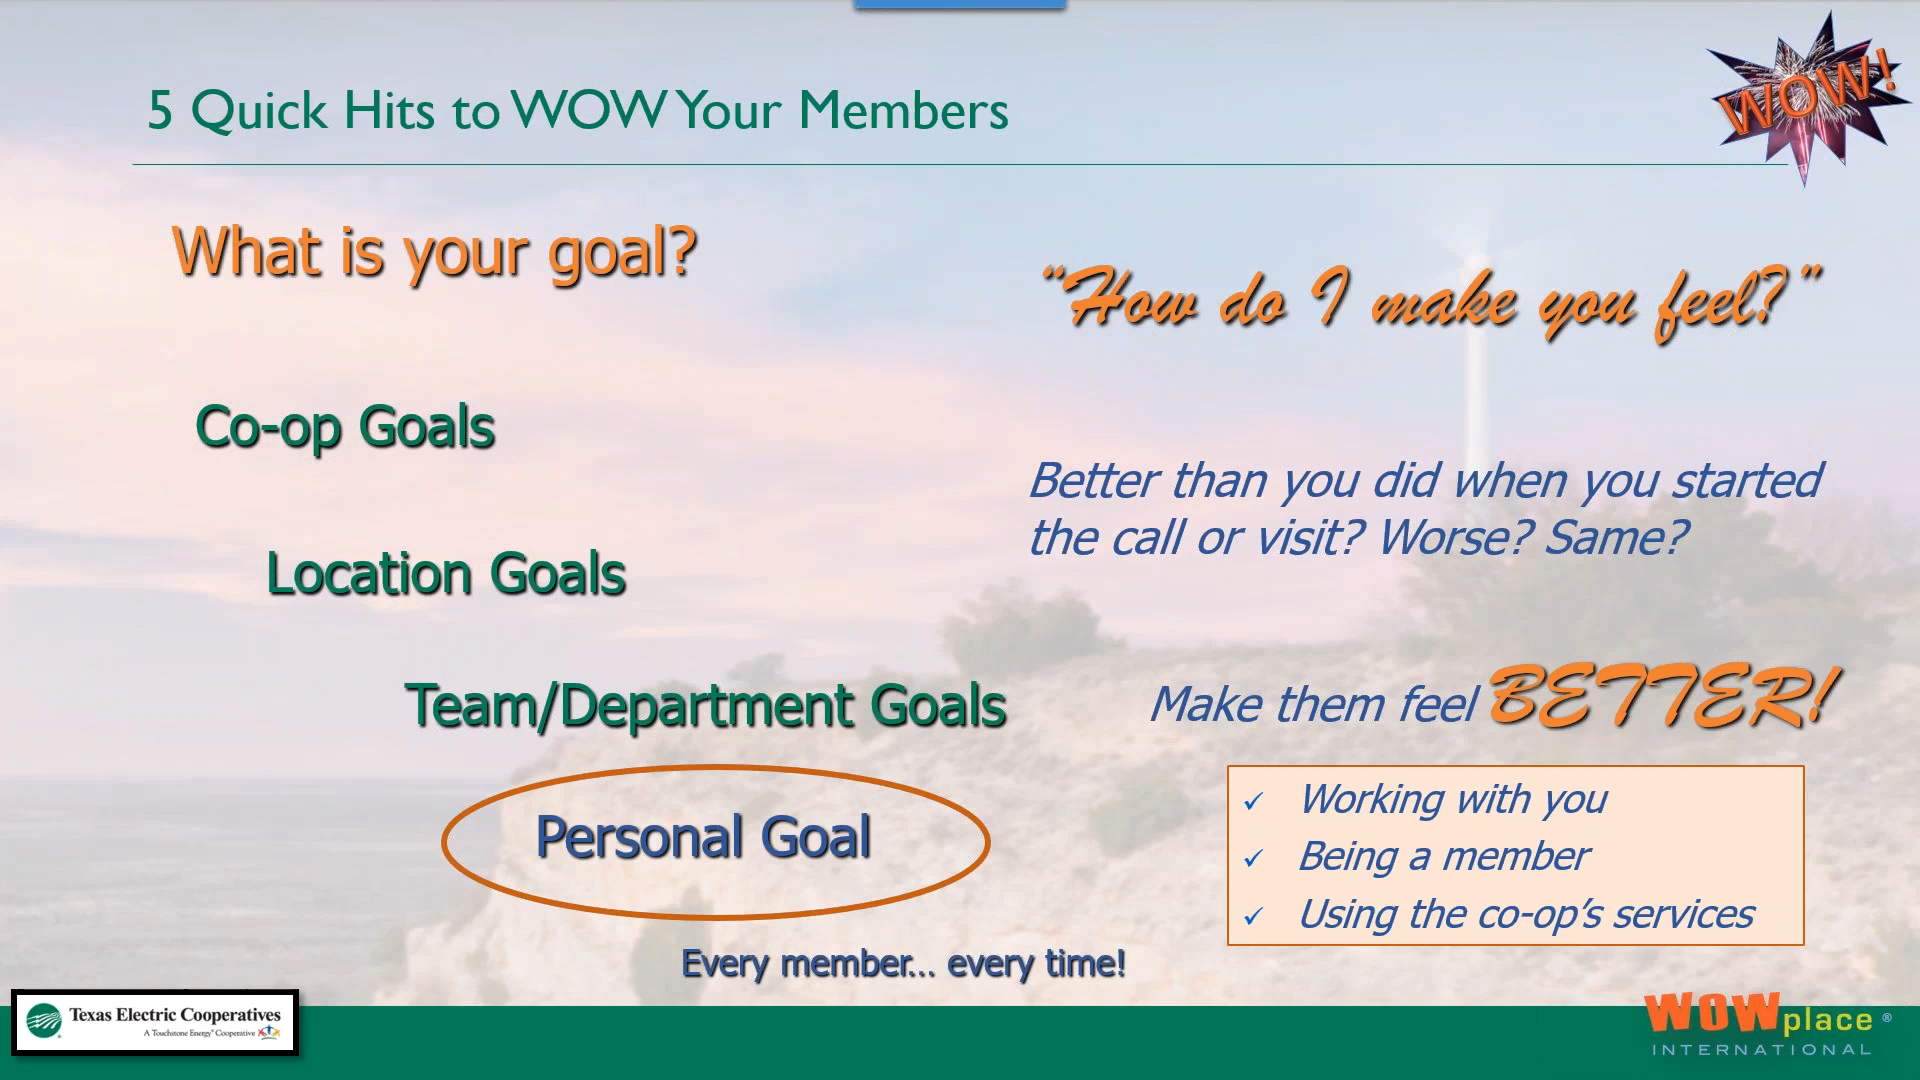 5 Quick Hits to WOW Your Members
WOW!
What is your goal?
"How do I make you feel?"
Co-op Goals
Better than you did when you started
the call or visit? Worse? Same?
Location Goals
Team/Department Goals
Make them feel BETTER!
Personal Goal
✓ Working with you
✓ Being a member
✓ Using the co-op's services
Every member... every time!
Texas Electric Cooperatives
A Touchstone Energy® Cooperative
WOWplace ®
INTERNATIONAL